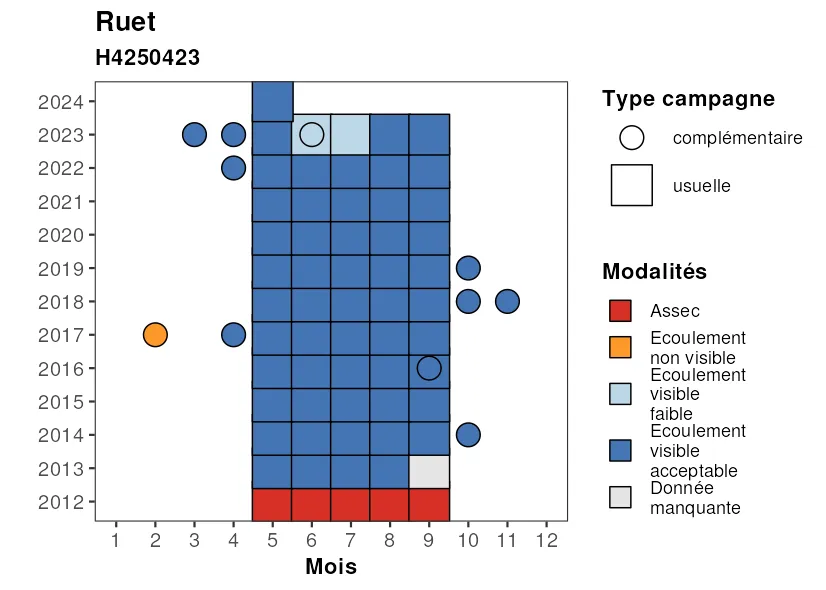 Ruet
H4250423
2024
2023
2022
2021
2020
2019
2018
2017
2016
2015
2014
2013
2012
1 2 3 4 5 6 7 8 9 10 11 12
Mois
Type campagne
complémentaire
usuelle
Modalités
Assec
Ecoulement
non visible
Ecoulement
visible
faible
Ecoulement
visible
acceptable
Donnée
manquante